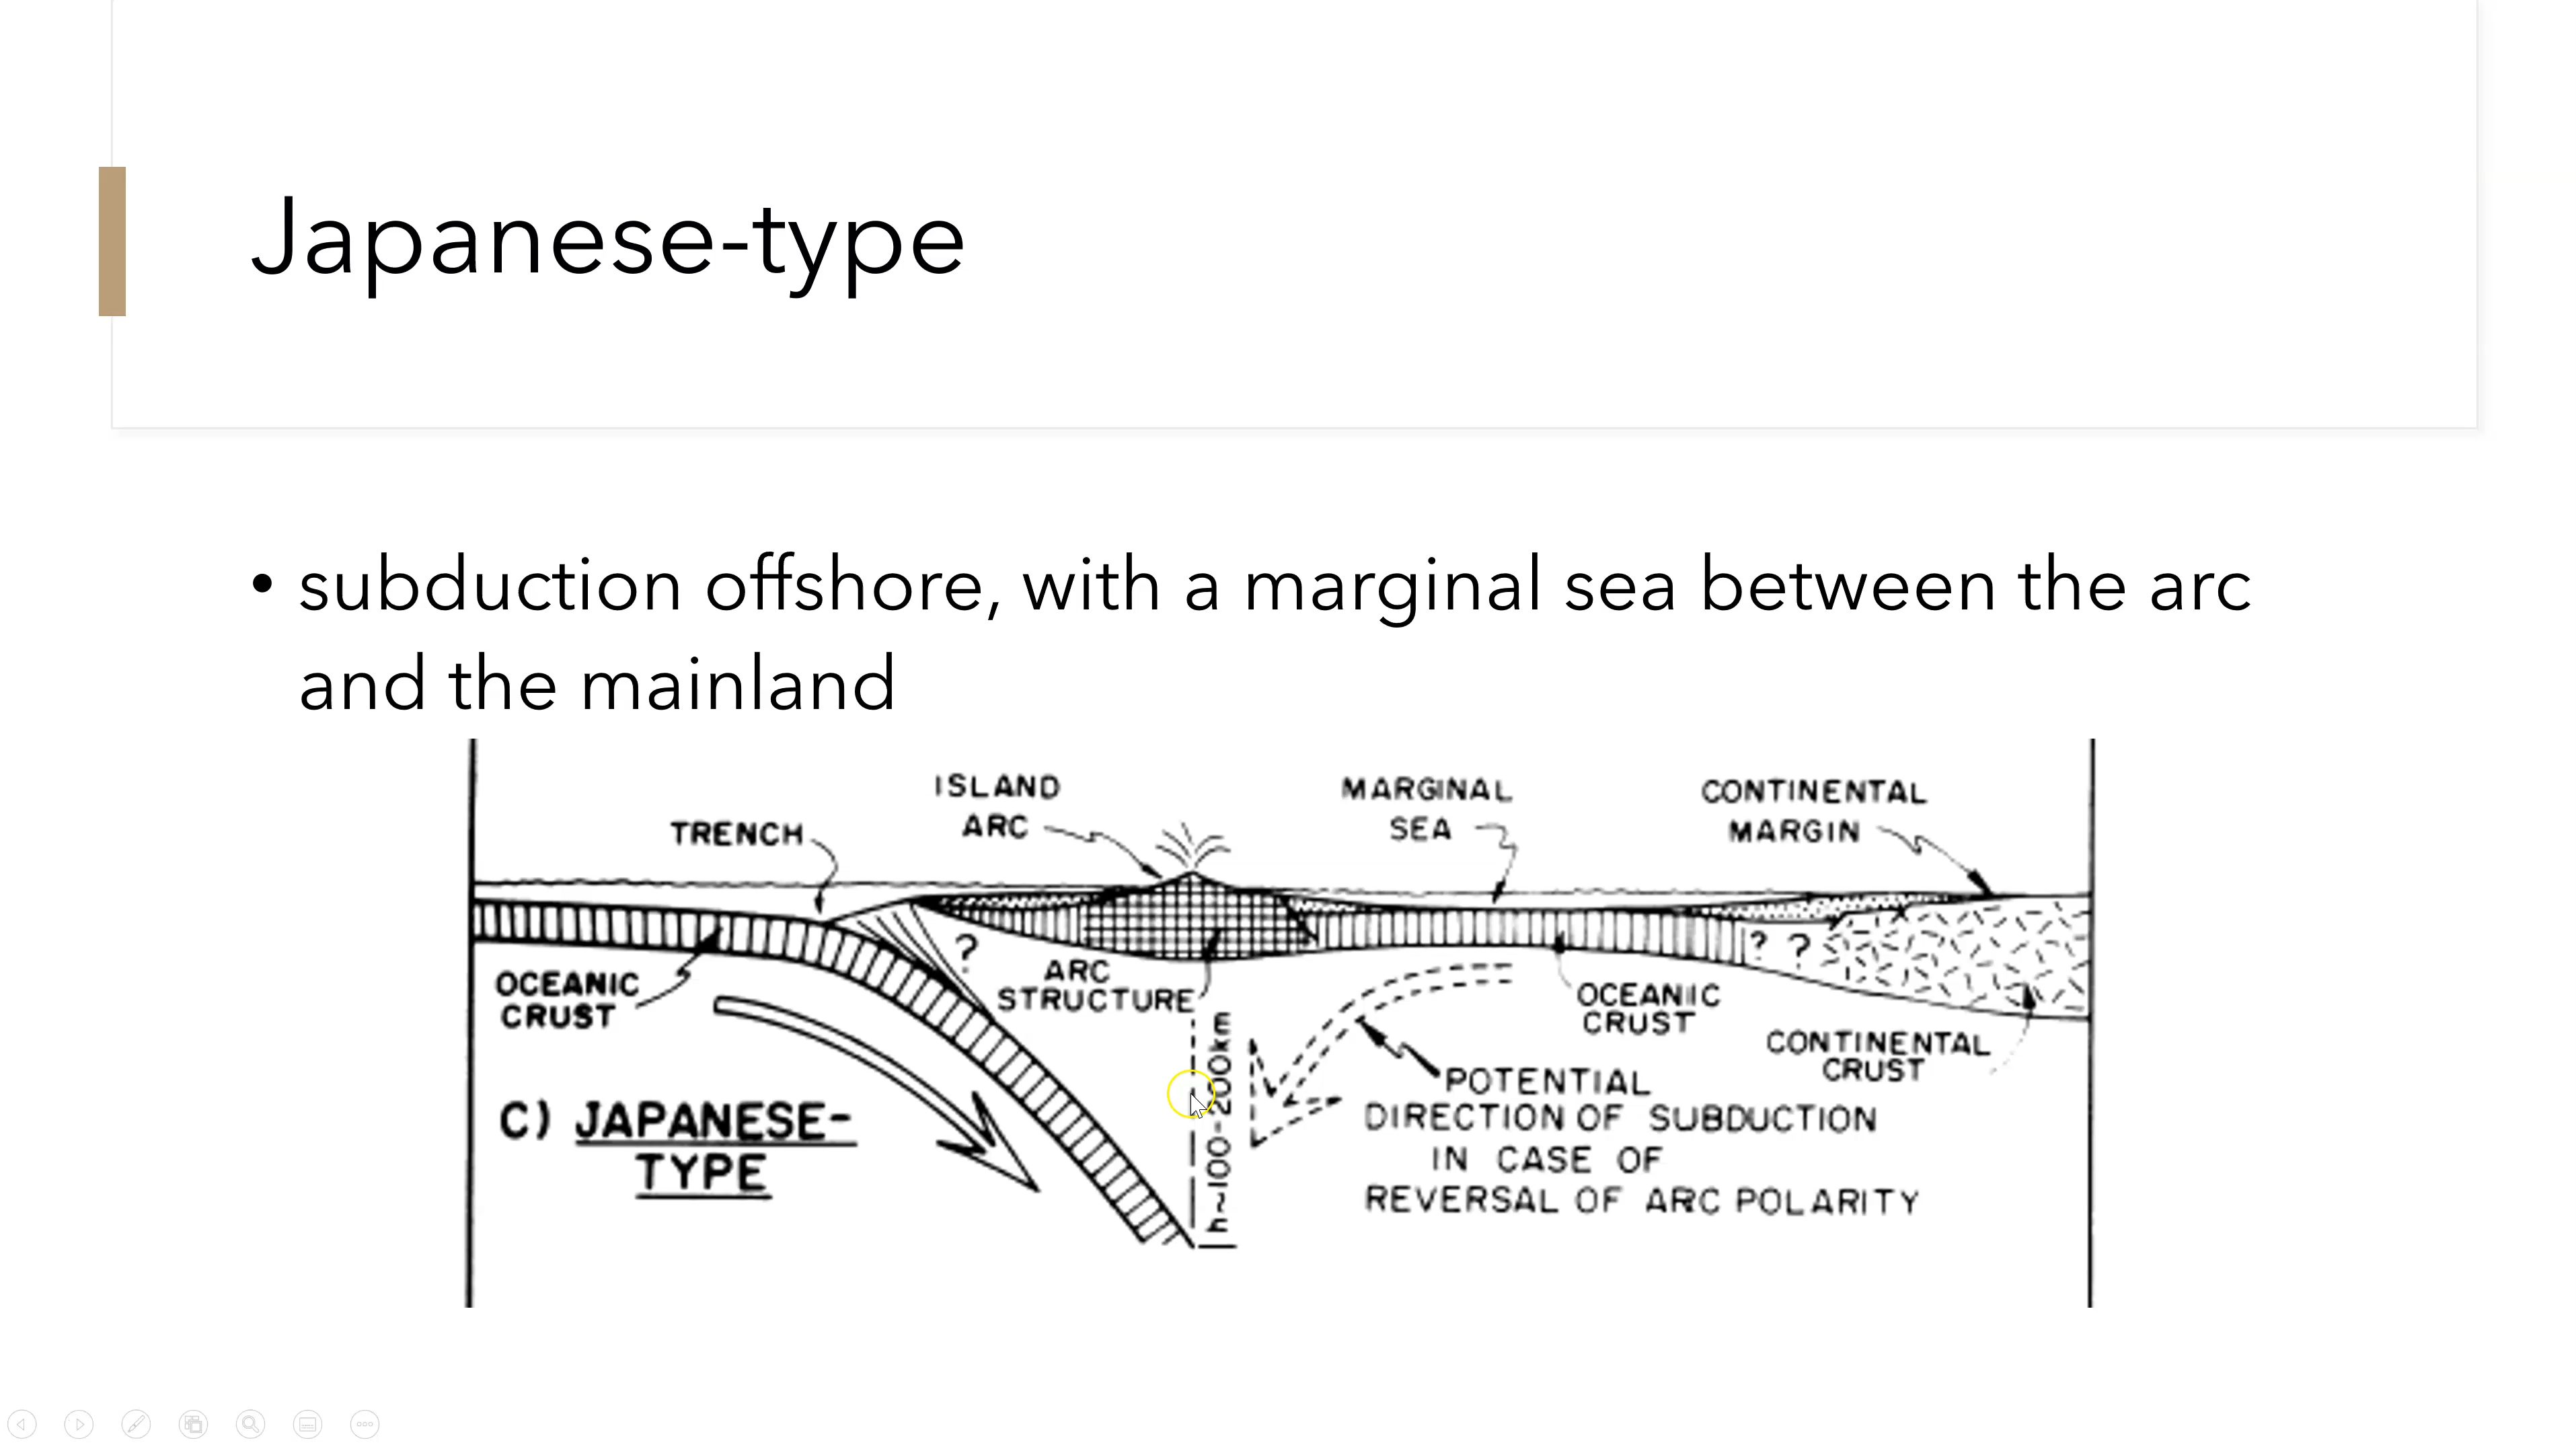 Japanese-type
• subduction offshore, with a marginal sea between the arc
and the mainland
ISLAND
ARC
MARGINAL
SEA
CONTINENTAL
MARGIN
TRENCH
?
? ?
OCEANIC
CRUST
ARC
STRUCTURE
OCEANIC
CRUST
CONTINENTAL
CRUST
h~100-200km
POTENTIAL
DIRECTION OF SUBDUCTION
IN CASE OF
REVERSAL OF ARC POLARITY
C) JAPANESE-
TYPE